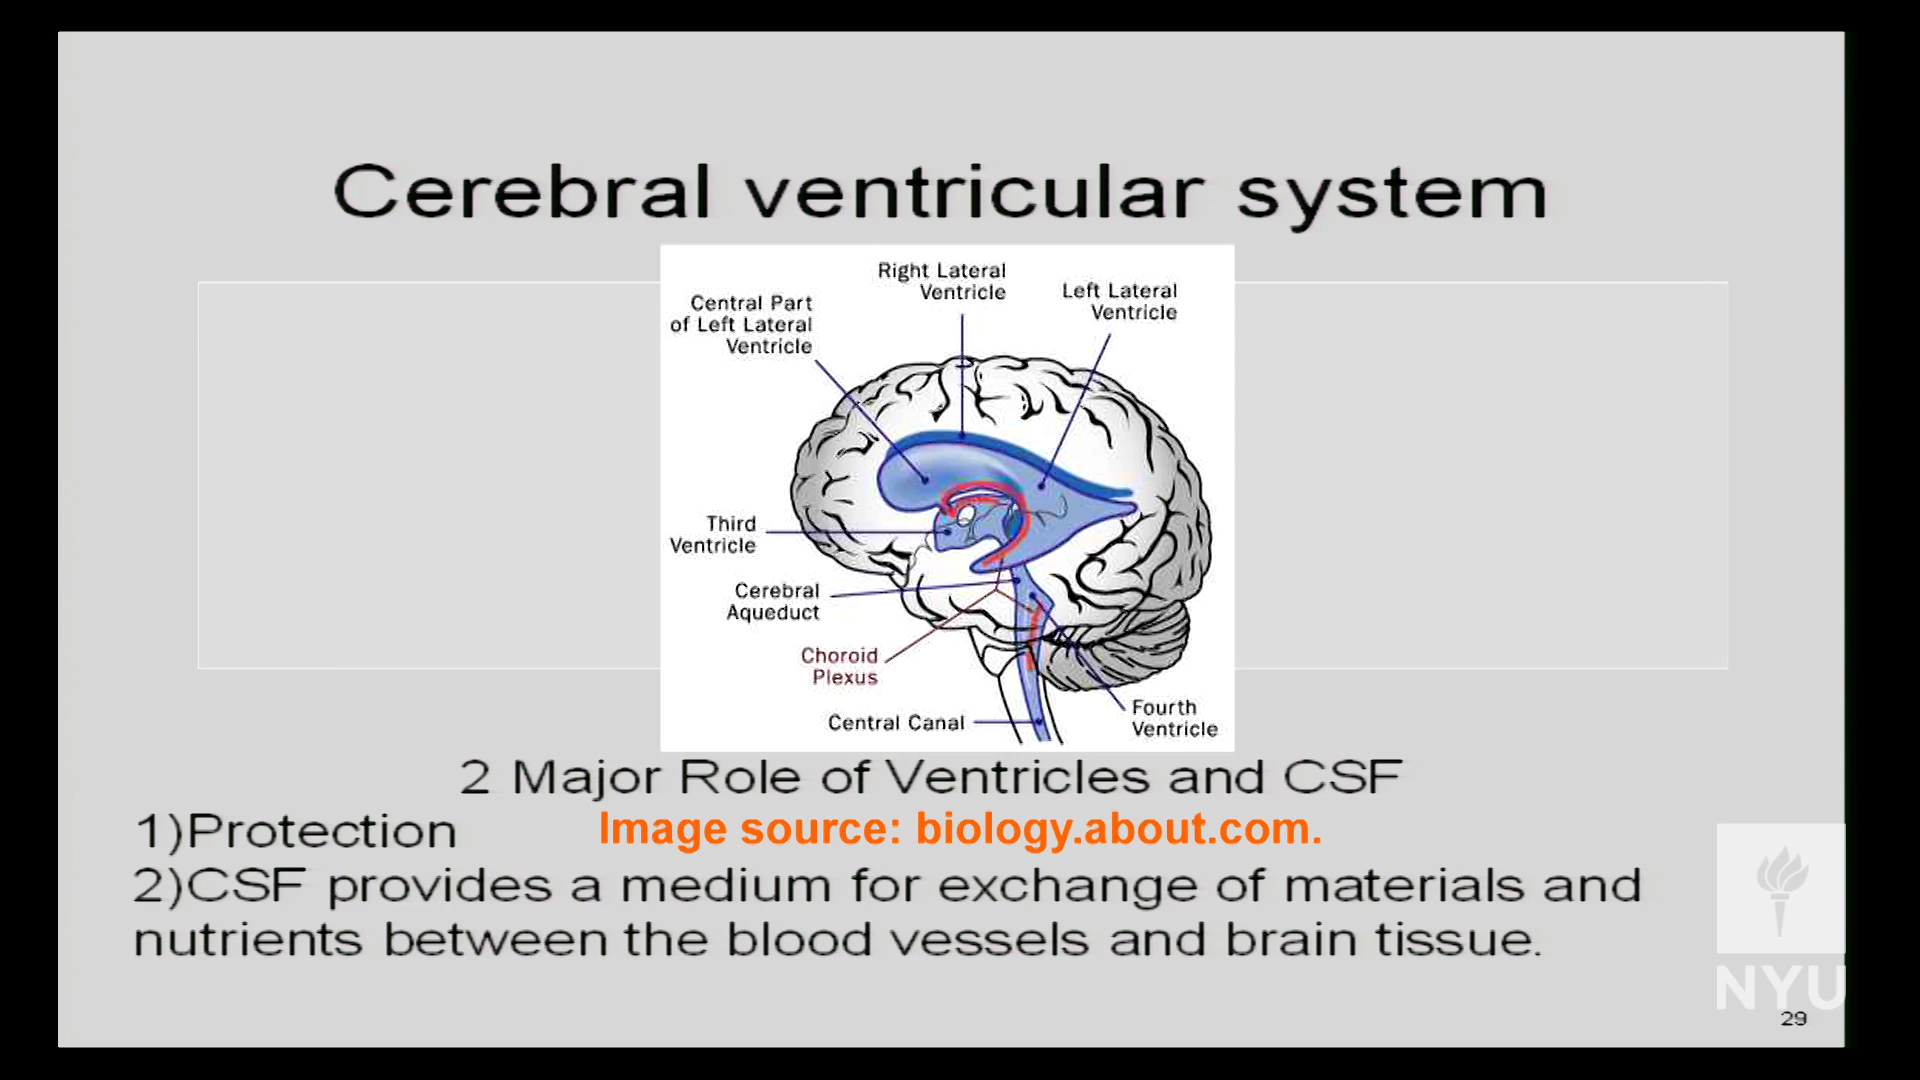 Cerebral ventricular system
Right Lateral
Ventricle
Left Lateral
Ventricle
Central Part
of Left Lateral
Ventricle
Third
Ventricle
Cerebral
Aqueduct
Choroid
Plexus
Central Canal
Fourth
Ventricle
2 Major Role of Ventricles and CSF
1)Protection
Image source: biology.about.com.
2)CSF provides a medium for exchange of materials and
nutrients between the blood vessels and brain tissue.
NYU
29